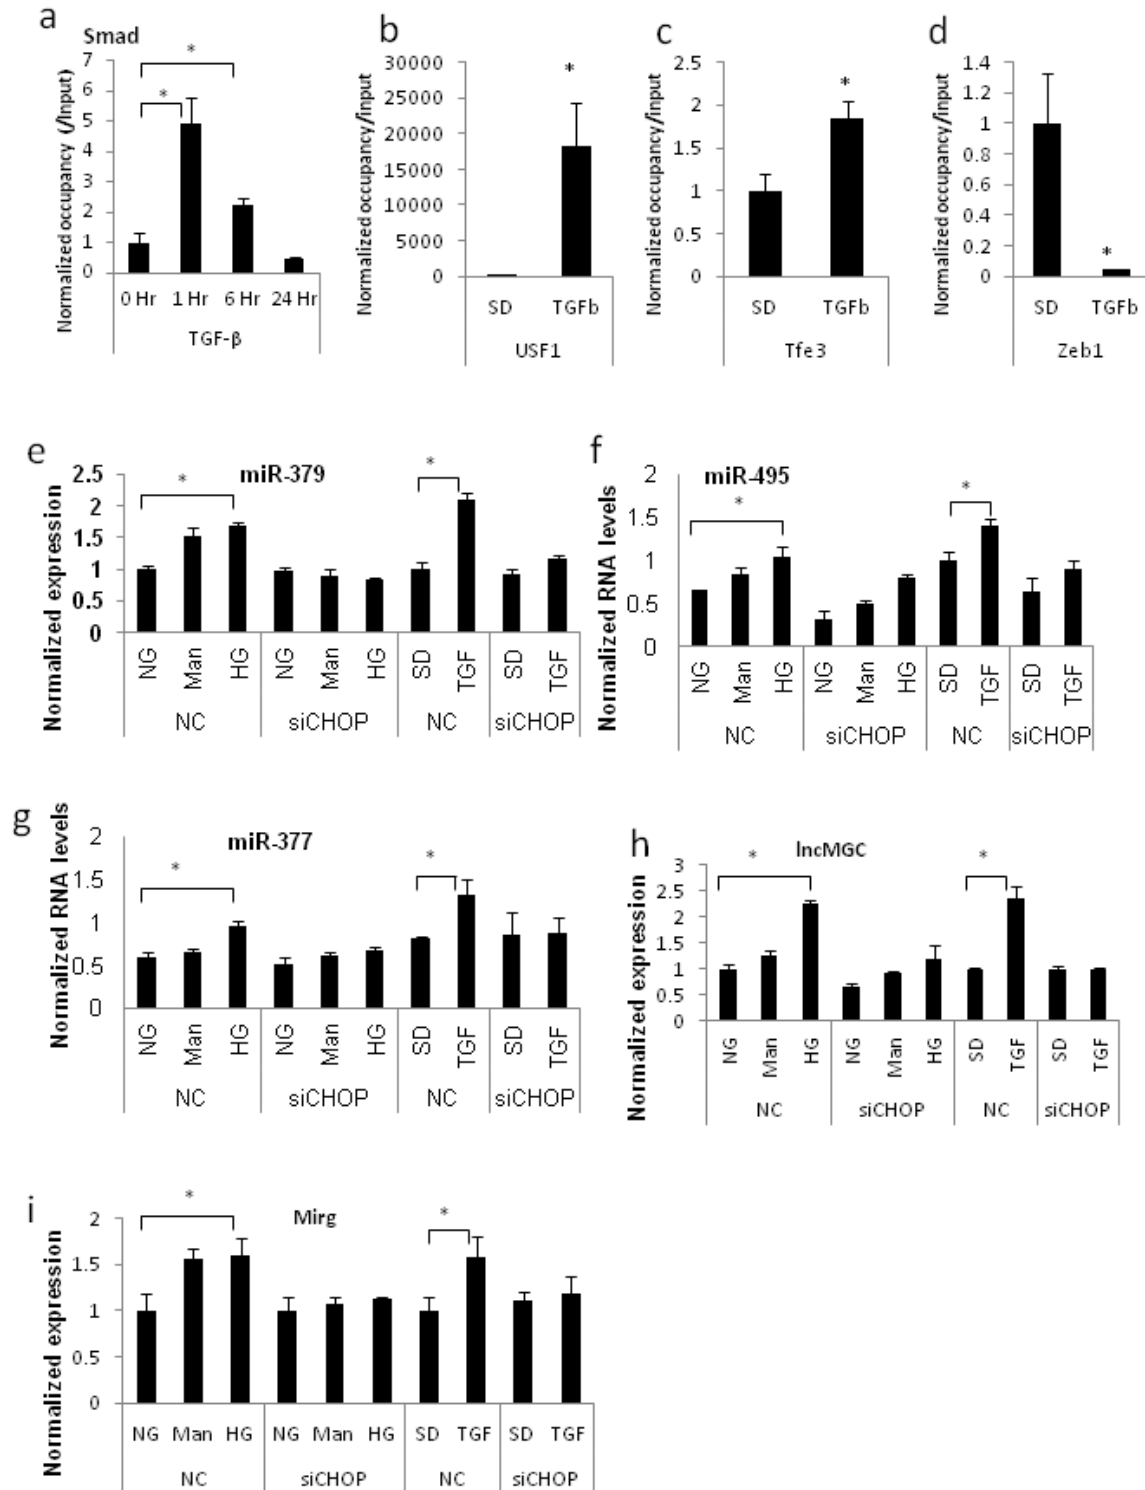 a
Smad
Normalized occupancy (/Input)
7
6
5
4
3
2
1
0
*
*
0 Hr 1 Hr 6 Hr 24 Hr
TGF-β
b
Normalized occupancy/input
30000
25000
20000
15000
10000
5000
0
*
SD TGFb
USF1
c
Normalized occupancy/input
2.5
2
1.5
1
0.5
0
*
SD TGFb
Tfe3
d
Normalized occupancy/input
1.4
1.2
1
0.8
0.6
0.4
0.2
0
*
SD TGFb
Zeb1
e
miR-379
Normalized expression
2.5
2
1.5
1
0.5
0
*
*
NG Man HG NG Man HG SD TGF SD TGF
NC siCHOP NC siCHOP
f
miR-495
Normalized RNA levels
2
1.5
1
0.5
0
*
*
NG Man HG NG Man HG SD TGF SD TGF
NC siCHOP NC siCHOP
g
miR-377
Normalized RNA levels
2
1.5
1
0.5
0
*
*
NG Man HG NG Man HG SD TGF SD TGF
NC siCHOP NC siCHOP
h
lncMGC
Normalized expression
3
2.5
2
1.5
1
0.5
0
*
*
NG Man HG NG Man HG SD TGF SD TGF
NC siCHOP NC siCHOP
i
Mirg
Normalized expression
2
1.5
1
0.5
0
*
*
NG Man HG NG Man HG SD TGF SD TGF
NC siCHOP NC siCHOP